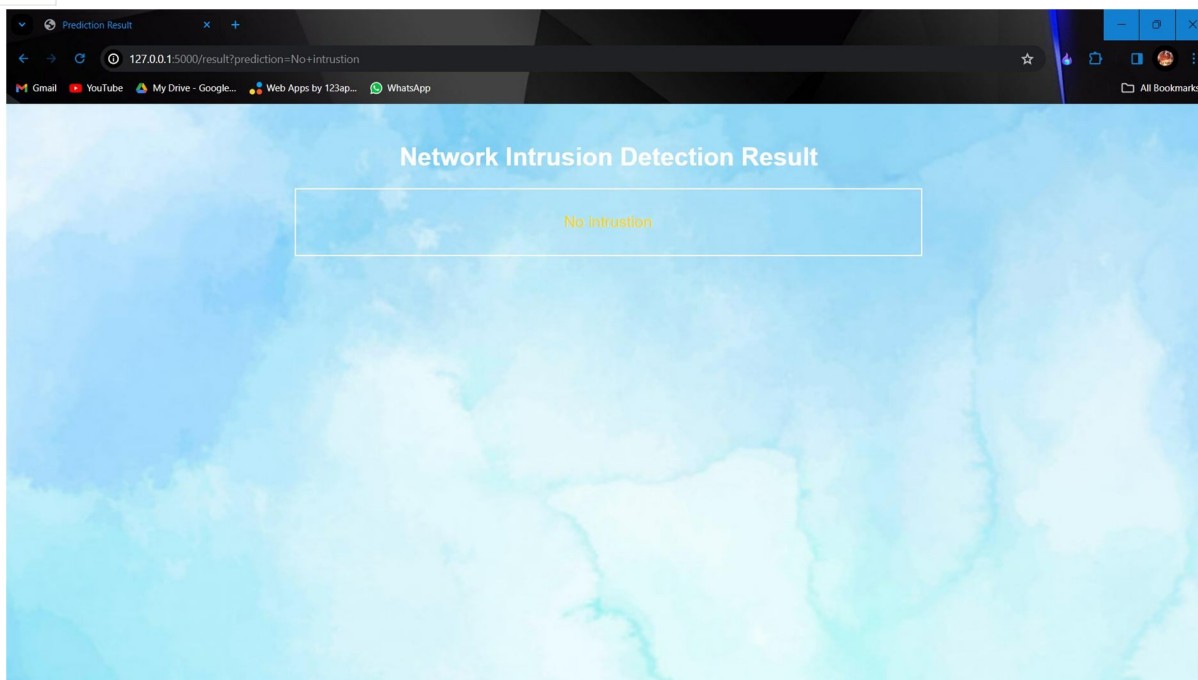 Prediction Result
127.0.0.1:5000/result?prediction=No+intrustion
Gmail YouTube My Drive - Google... Web Apps by 123ap... WhatsApp All Bookmarks
Network Intrusion Detection Result
No intrustion